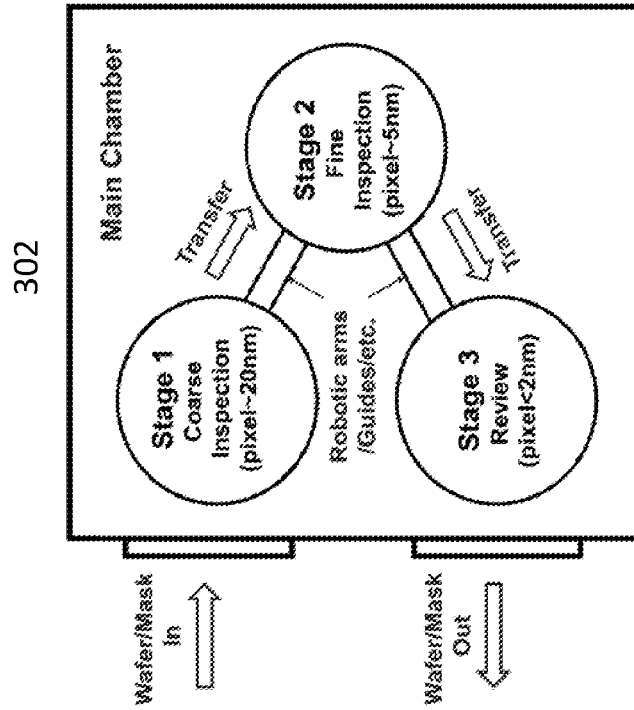 302
Main Chamber
Wafer/Mask
In
Stage 1
Coarse
Inspection
(pixel~20nm)
Transfer
Stage 2
Fine
Inspection
(pixel~5nm)
Robotic arms
/Guides/etc.
Transfer
Stage 3
Review
(pixel<2nm)
Wafer/Mask
Out